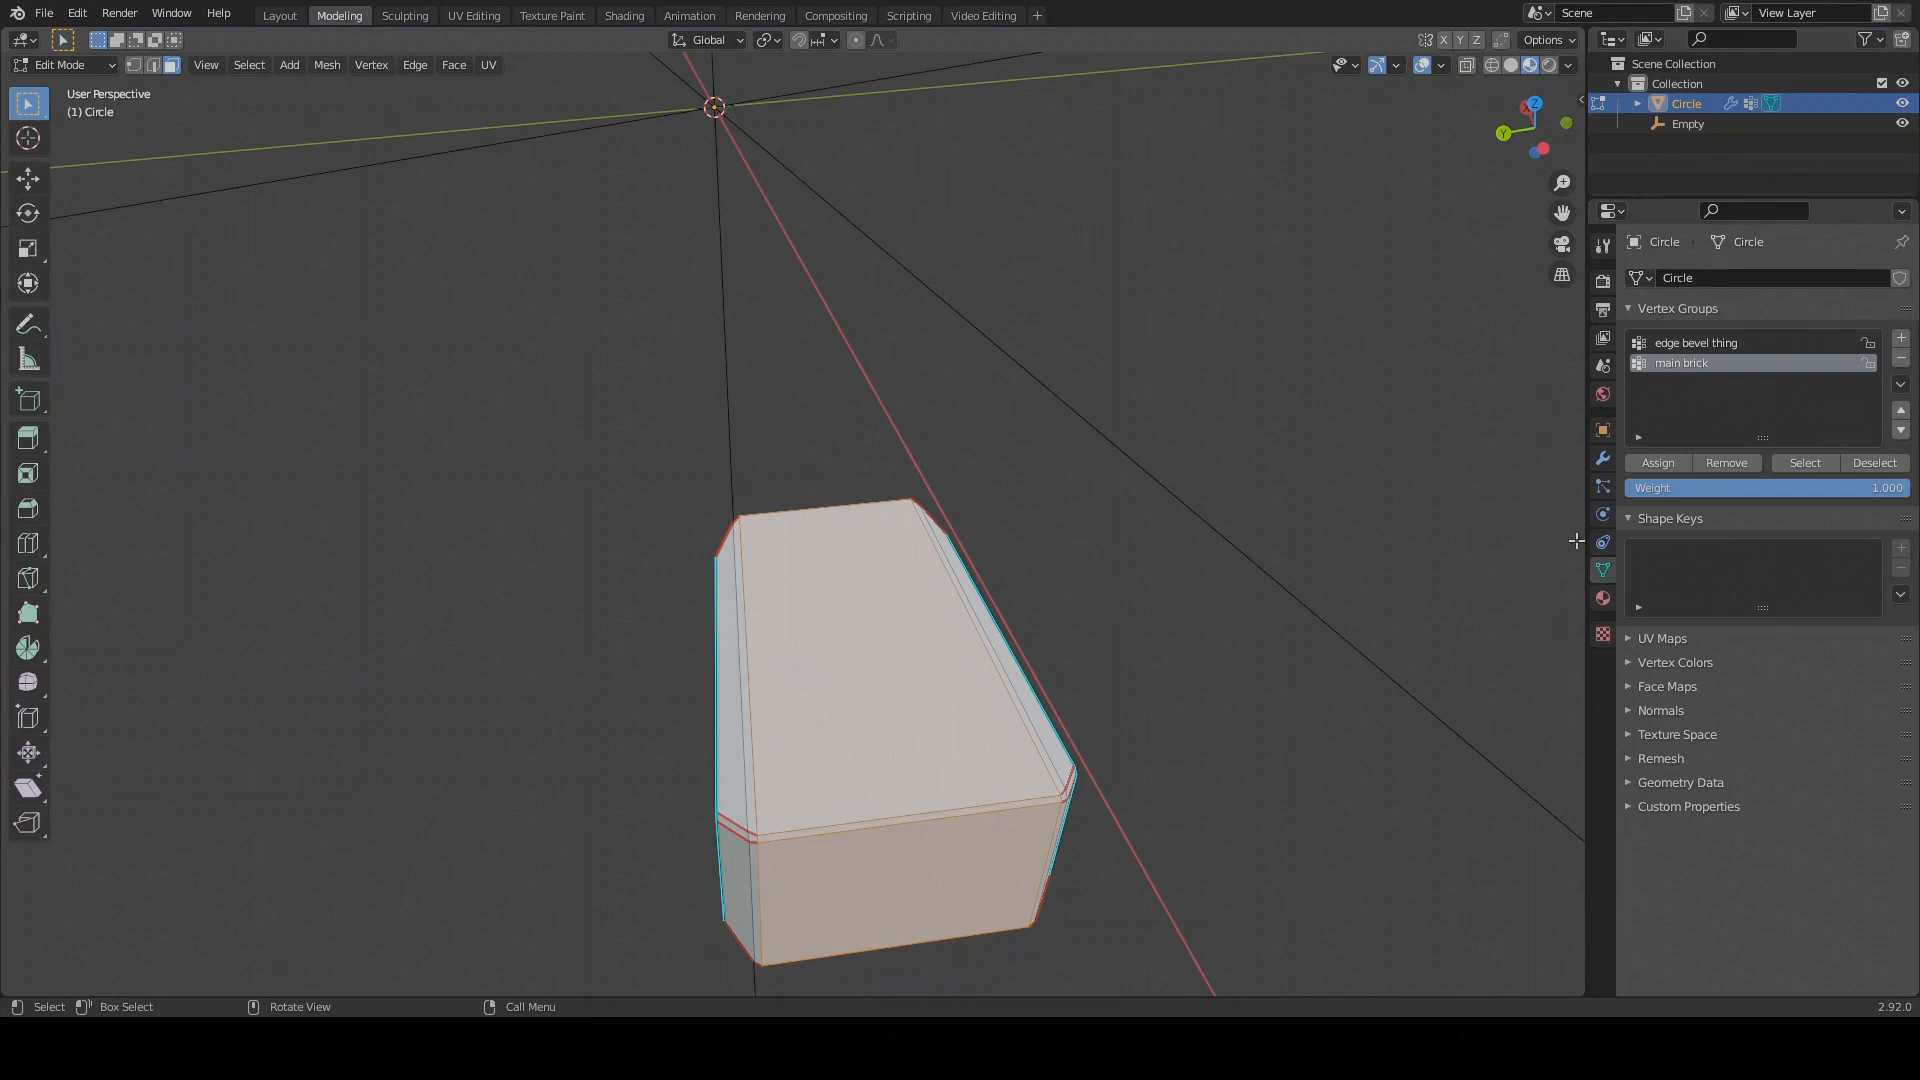 File Edit Render Window Help
Layout Modeling Sculpting UV Editing Texture Paint Shading Animation Rendering Compositing Scripting Video Editing +
Scene
View Layer
Global
X Y Z
Options
Edit Mode
View Select Add Mesh Vertex Edge Face UV
User Perspective
(1) Circle
Z
Y
Scene Collection
Collection
Circle
Empty
Circle
Circle
Circle
Vertex Groups
edge bevel thing
main brick
Assign Remove Select Deselect
Weight 1.000
Shape Keys
UV Maps
Vertex Colors
Face Maps
Normals
Texture Space
Remesh
Geometry Data
Custom Properties
Select Box Select Rotate View Call Menu 2.92.0